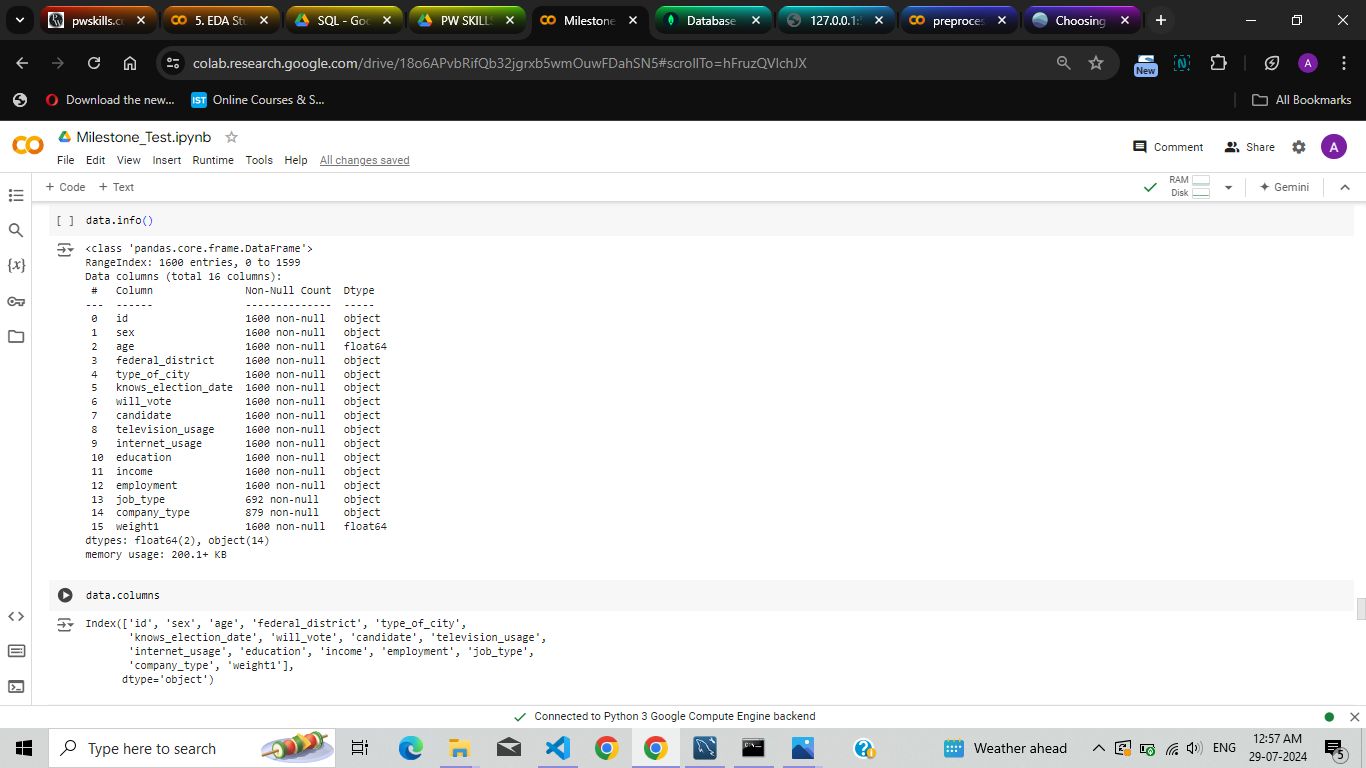 pwskills.c
5. EDA St
SQL - Go
PW SKILL
Milestone
Database
127.0.0.1:
preproces
Choosing
colab.research.google.com/drive/18o6APvbRifQb32jgrxb5wmOuwFDahSN5#scrollTo=hFruzQVIchJX
New
A
Download the new...
IST
Online Courses & S...
All Bookmarks
Milestone_Test.ipynb
File Edit View Insert Runtime Tools Help All changes saved
Comment
Share
A
+ Code + Text
RAM
Disk
Gemini
[ ] data.info()
<class 'pandas.core.frame.DataFrame'>
RangeIndex: 1600 entries, 0 to 1599
Data columns (total 16 columns):
# Column Non-Null Count Dtype
--- ------ -------------- -----
0 id 1600 non-null object
1 sex 1600 non-null object
2 age 1600 non-null float64
3 federal_district 1600 non-null object
4 type_of_city 1600 non-null object
5 knows_election_date 1600 non-null object
6 will_vote 1600 non-null object
7 candidate 1600 non-null object
8 television_usage 1600 non-null object
9 internet_usage 1600 non-null object
10 education 1600 non-null object
11 income 1600 non-null object
12 employment 1600 non-null object
13 job_type 692 non-null object
14 company_type 879 non-null object
15 weight1 1600 non-null float64
dtypes: float64(2), object(14)
memory usage: 200.1+ KB
data.columns
Index(['id', 'sex', 'age', 'federal_district', 'type_of_city',
'knows_election_date', 'will_vote', 'candidate', 'television_usage',
'internet_usage', 'education', 'income', 'employment', 'job_type',
'company_type', 'weight1'],
dtype='object')
Connected to Python 3 Google Compute Engine backend
Type here to search
Weather ahead
ENG
12:57 AM
29-07-2024
5